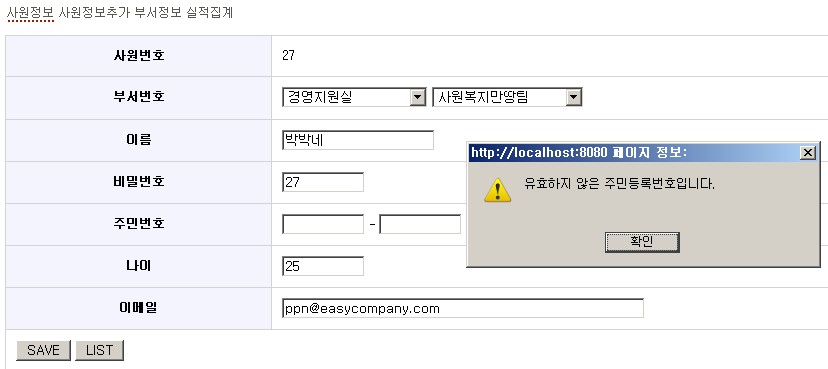 사원정보 사원정보추가 부서정보 실적집계
사원번호 27
부서번호 경영지원실 사원복지만땅팀
이름 박박네
http://localhost:8080 페이지 정보:
유효하지 않은 주민등록번호입니다.
확인
비밀번호 27
주민번호 -
나이 25
이메일 ppn@easycompany.com
SAVE LIST